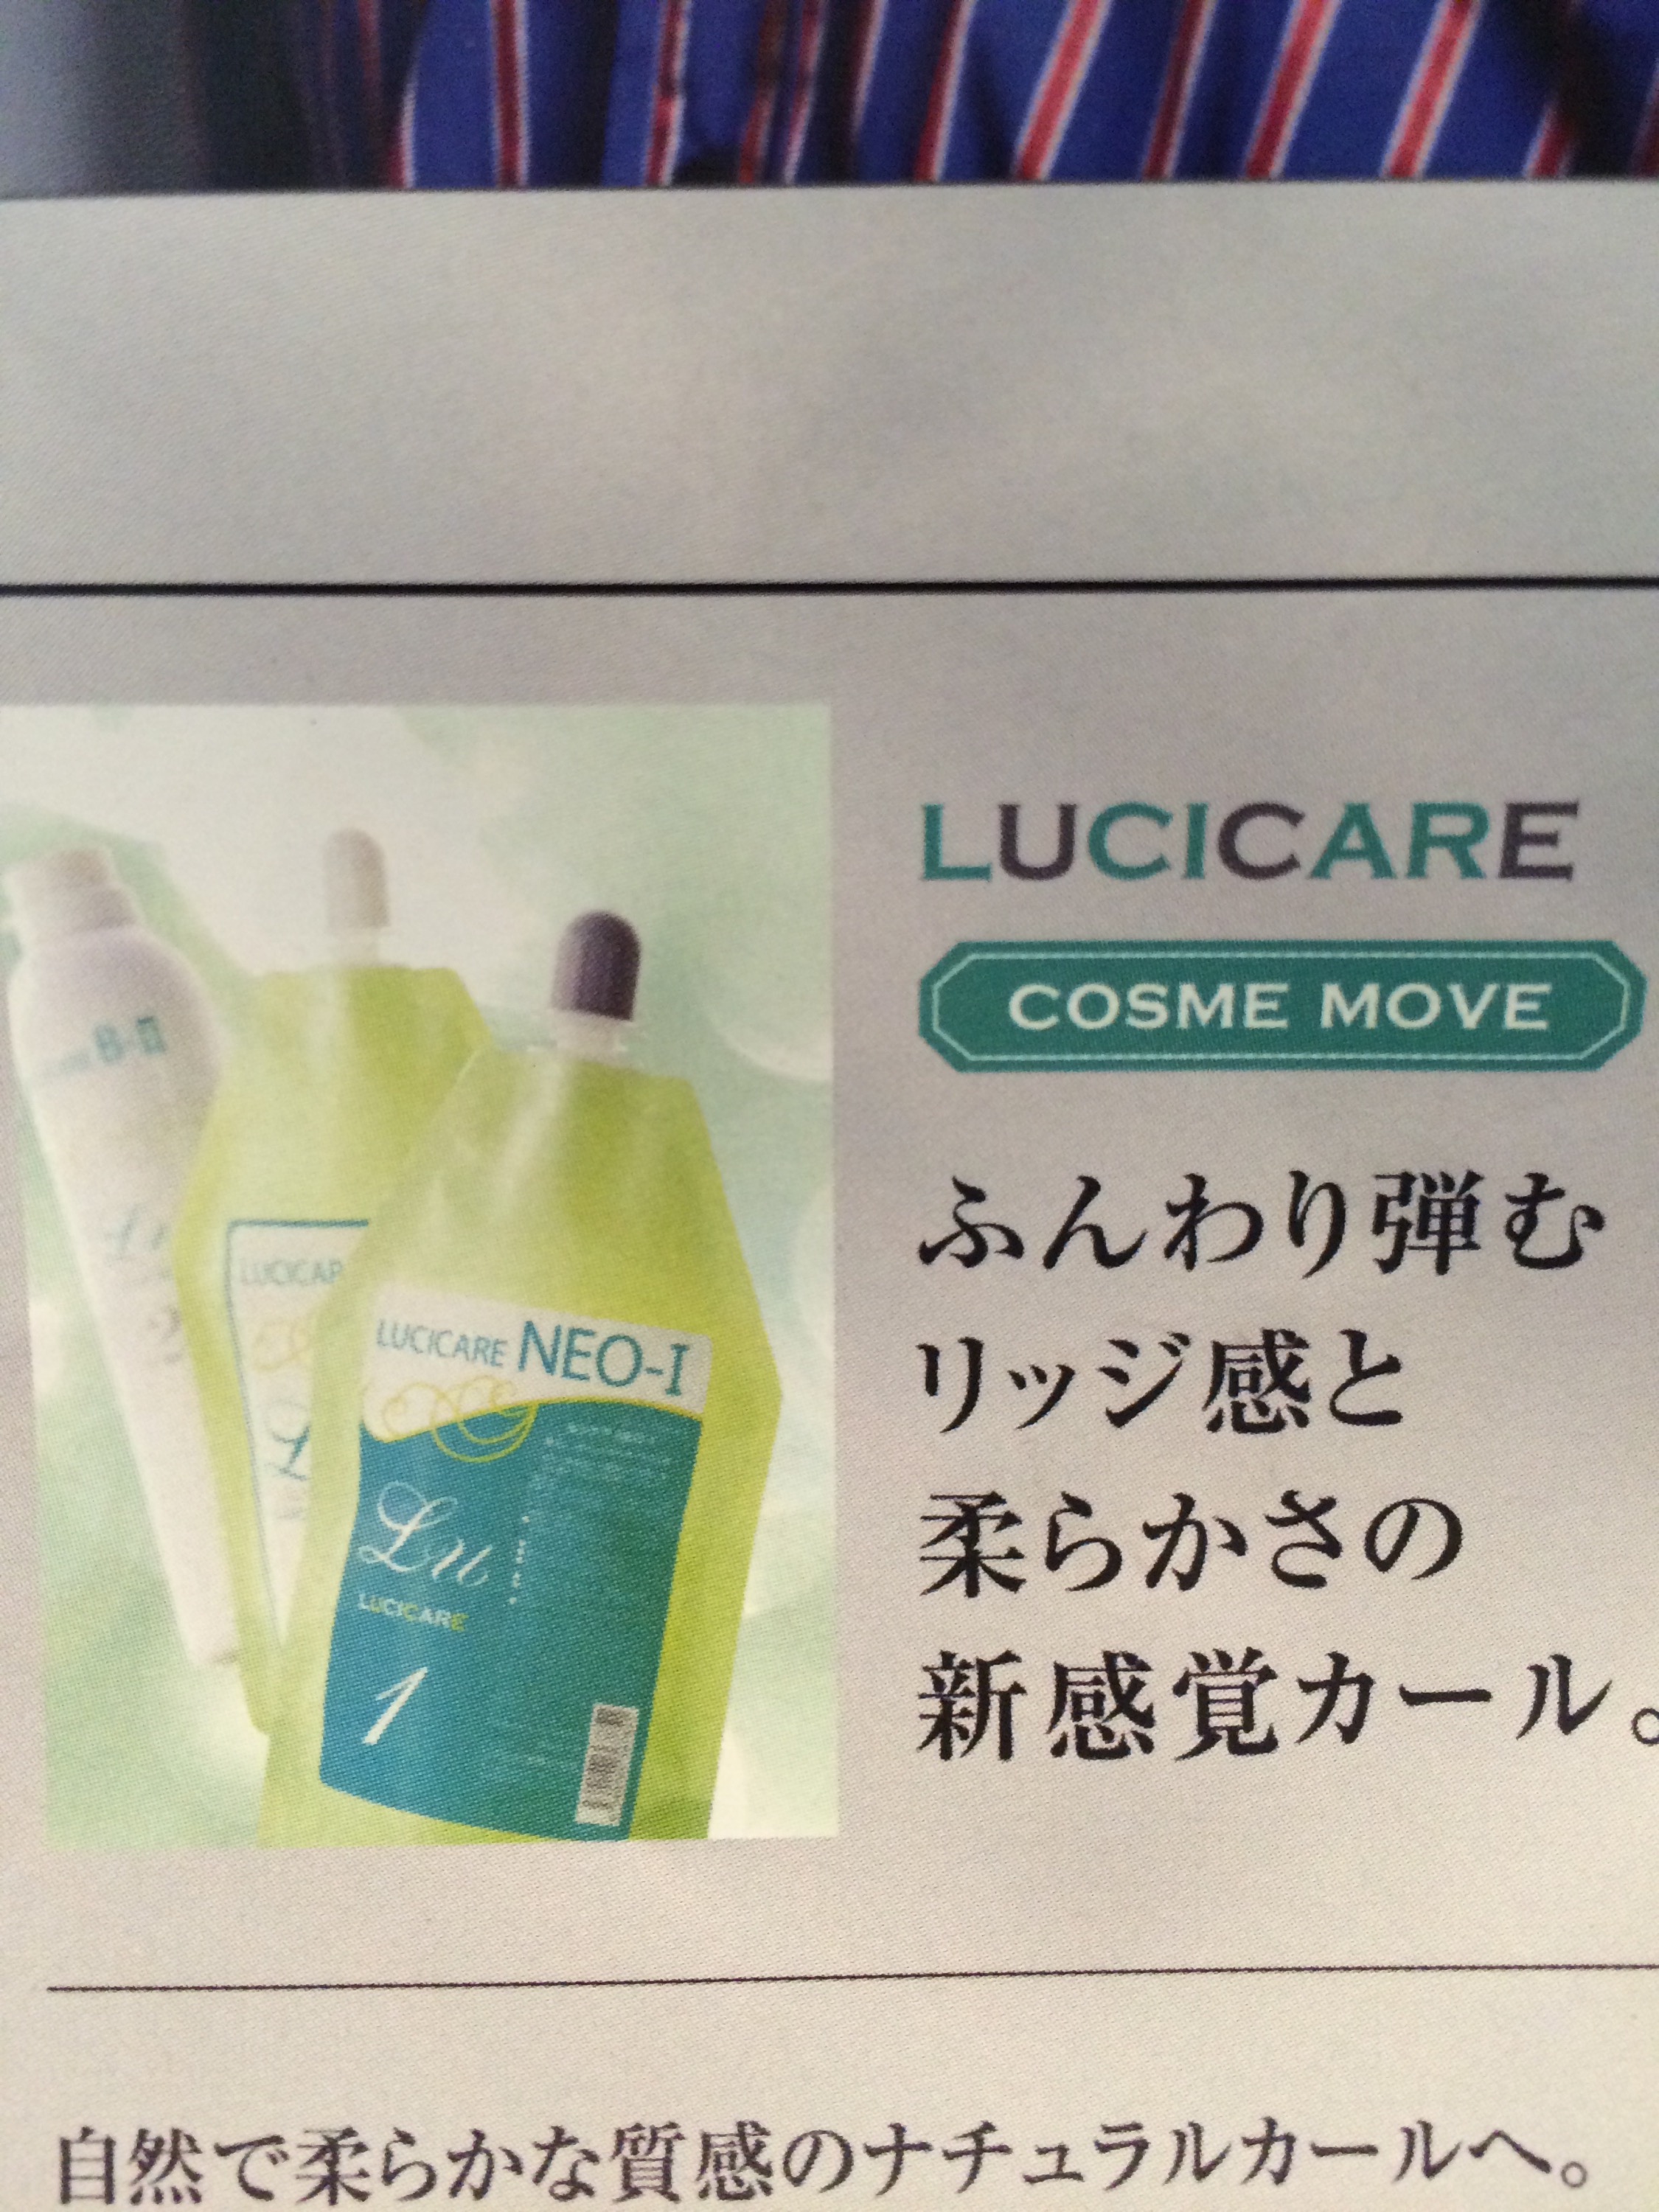 LUCICARE
COSME MOVE
ふんわり弾む
リッジ感と
柔らかさの
新感覚カール。
LUCICARE NEO-I
Lu
LUCICARE
1
自然で柔らかな質感のナチュラルカールへ。